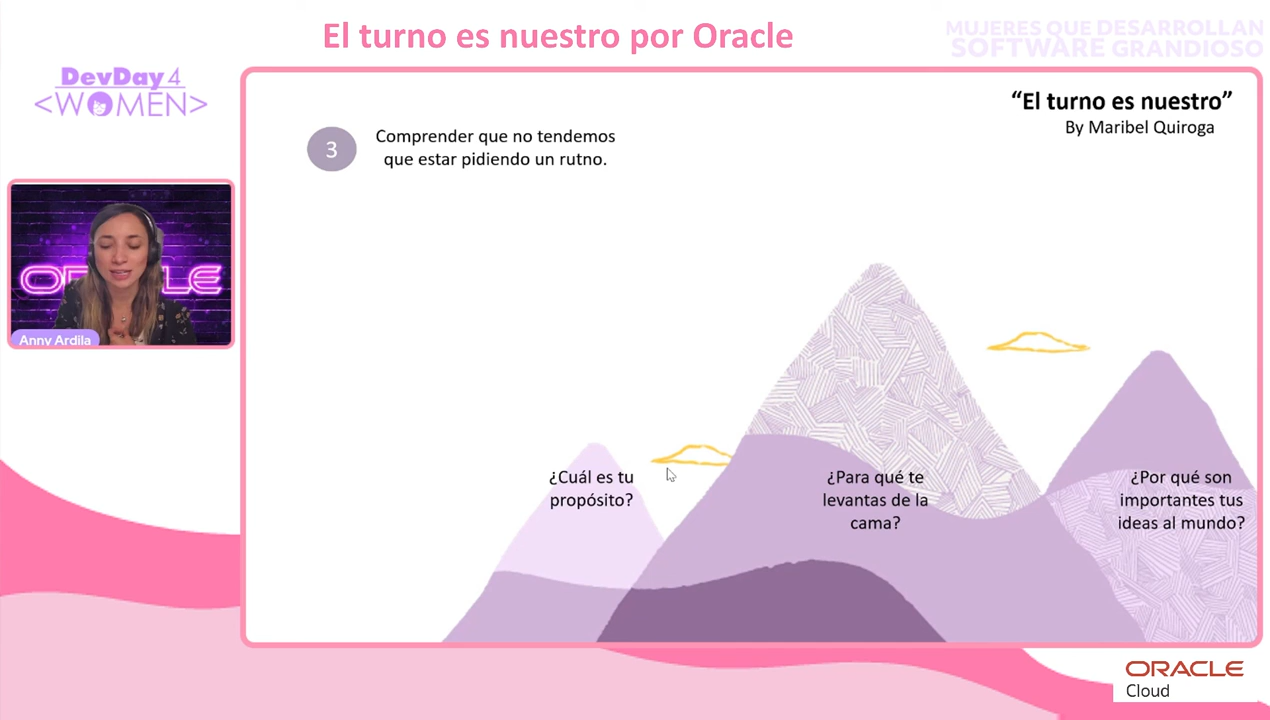 El turno es nuestro por Oracle
MUJERES QUE DESARROLLAN
SOFTWARE GRANDIOSO
DevDay 4
<WOMEN>
“El turno es nuestro”
By Maribel Quiroga
3
Comprender que no tendemos
que estar pidiendo un rutno.
ORACLE
Anny Ardila
¿Cuál es tu
propósito?
¿Para qué te
levantas de la
cama?
¿Por qué son
importantes tus
ideas al mundo?
ORACLE
Cloud